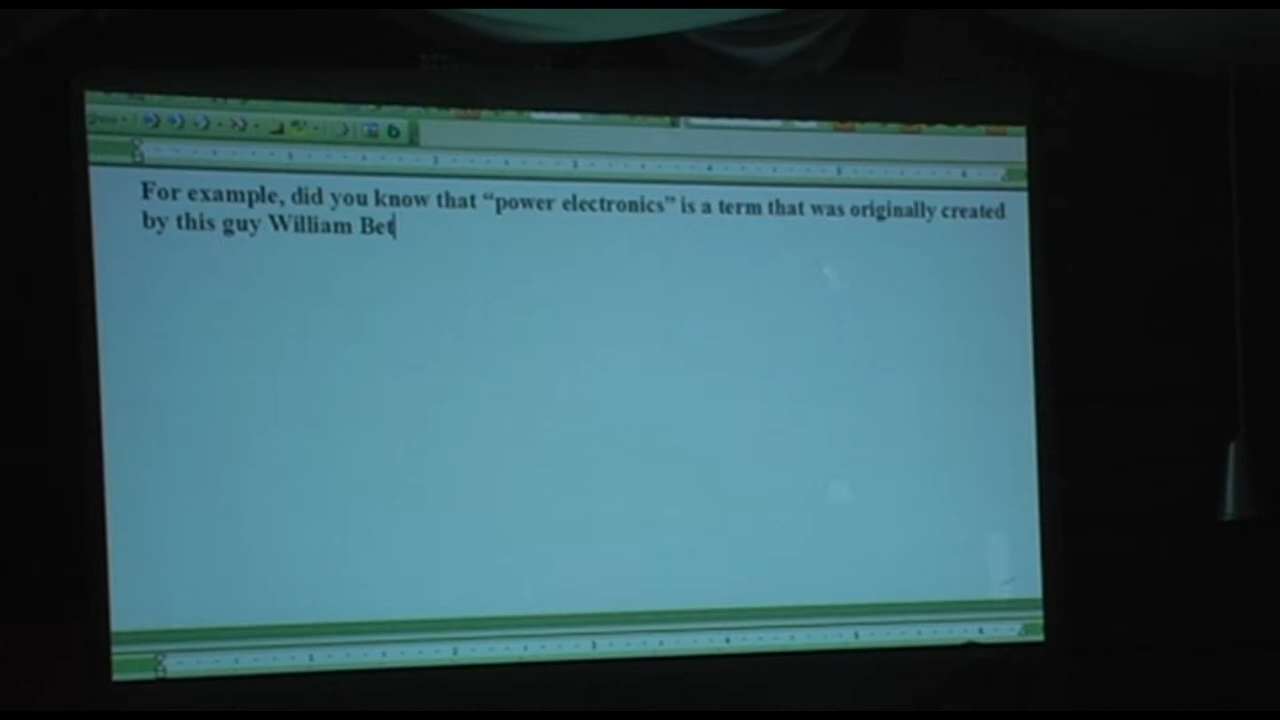 For example, did you know that “power electronics” is a term that was originally created
by this guy William Bet